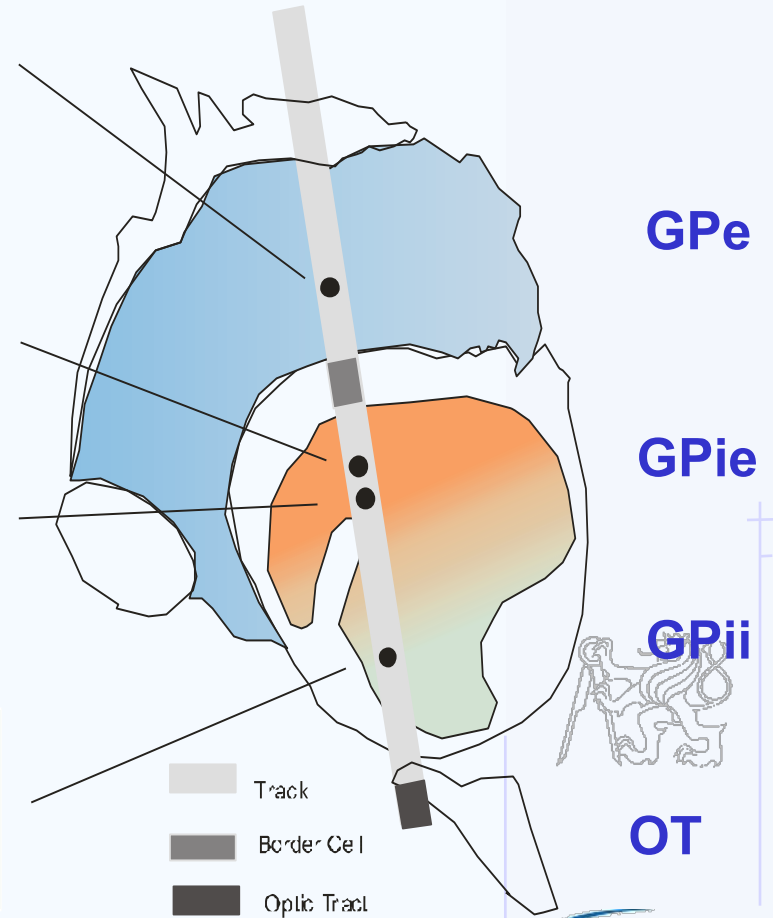 GPe
GPie
GPii
Track
Border Cell
OT
Optic Tract